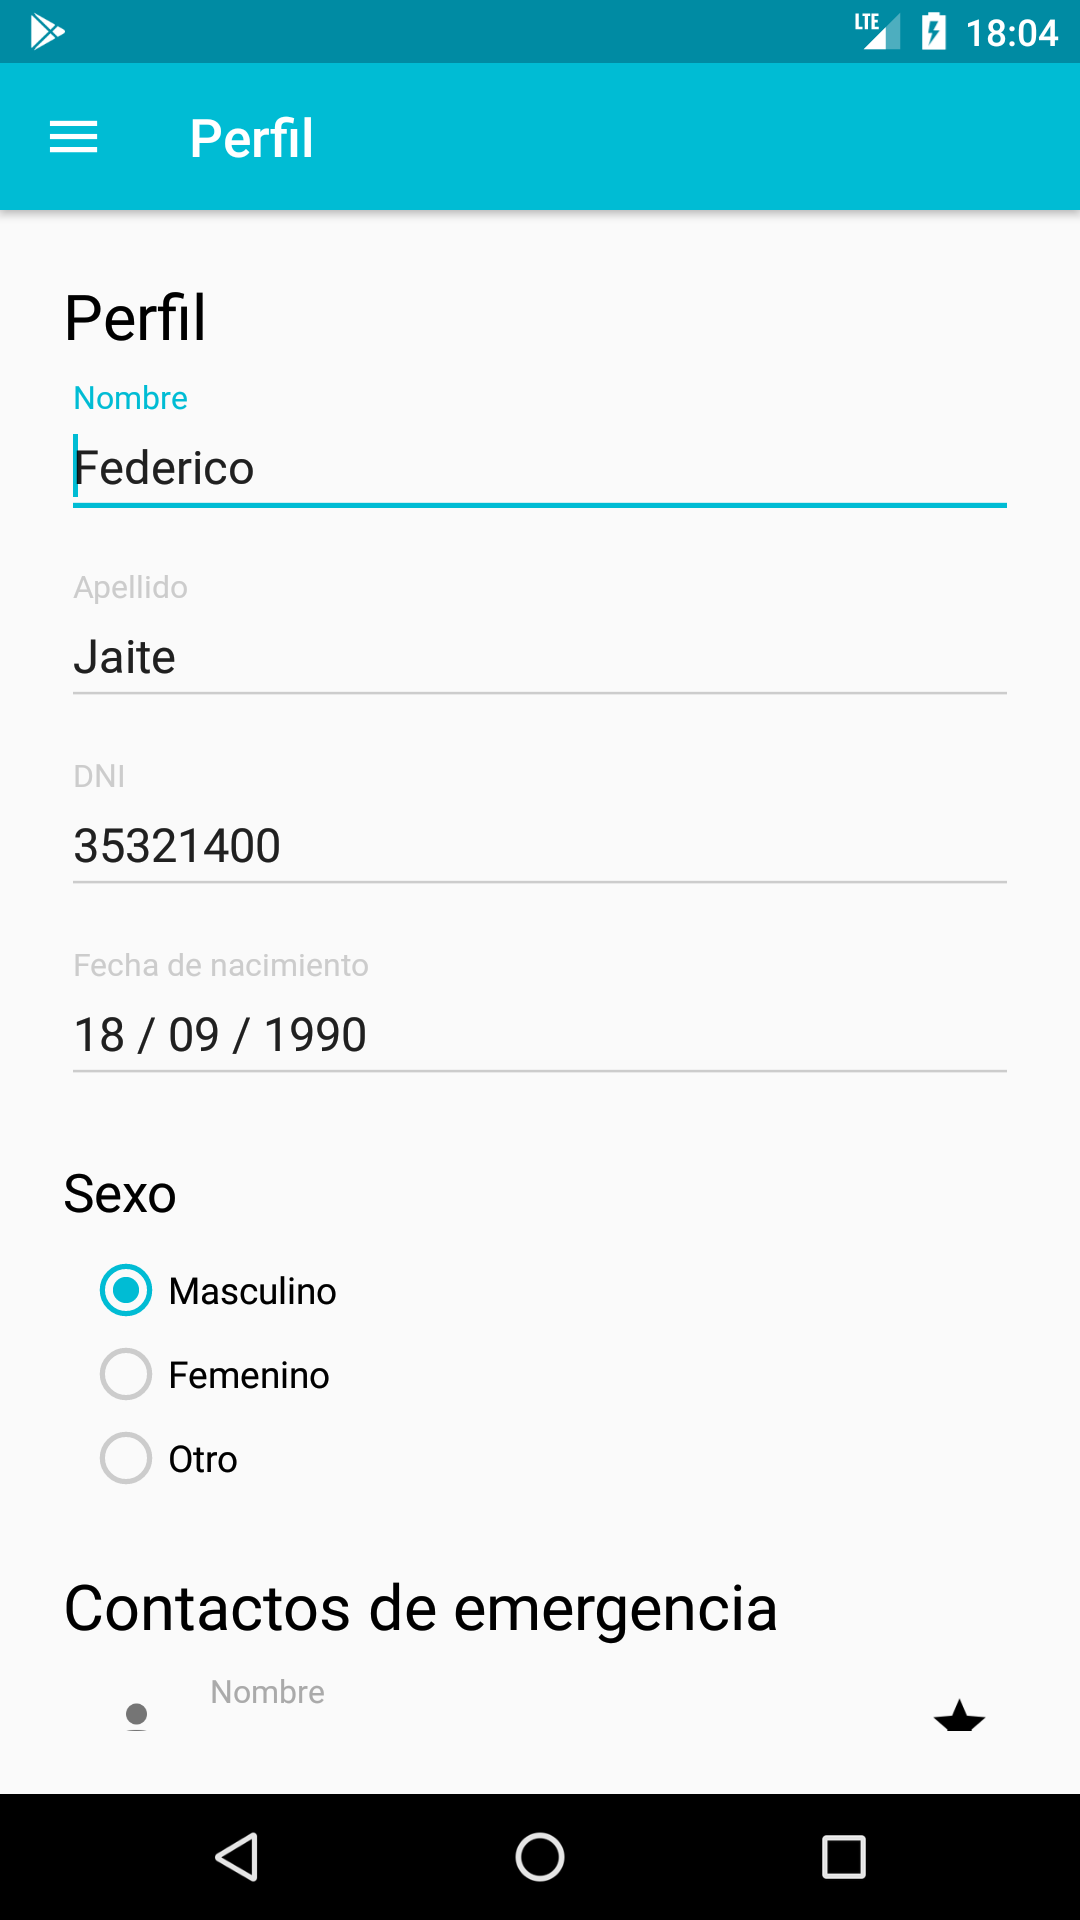 LTE 18:04
Perfil
Perfil
Nombre
Federico
Apellido
Jaite
DNI
35321400
Fecha de nacimiento
18 / 09 / 1990
Sexo
Masculino
Femenino
Otro
Contactos de emergencia
Nombre